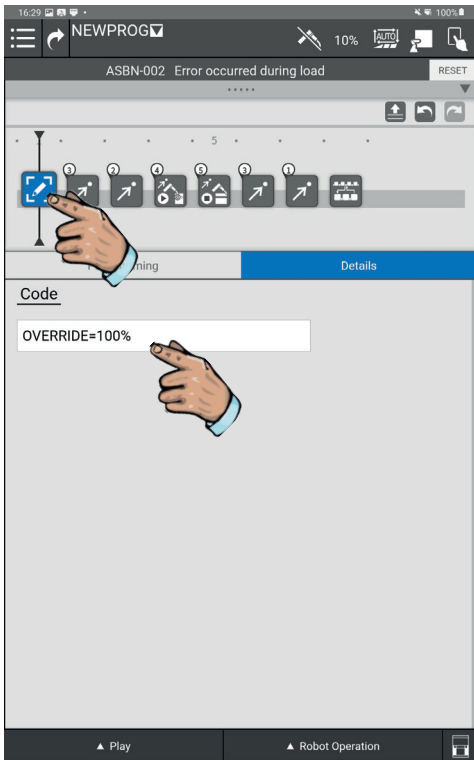 16:29 100%
NEWPROG
10% AUTO
ASBN-002 Error occurred during load RESET
5
3 2 4 5 3 1
ning Details
Code
OVERRIDE=100%
Play Robot Operation